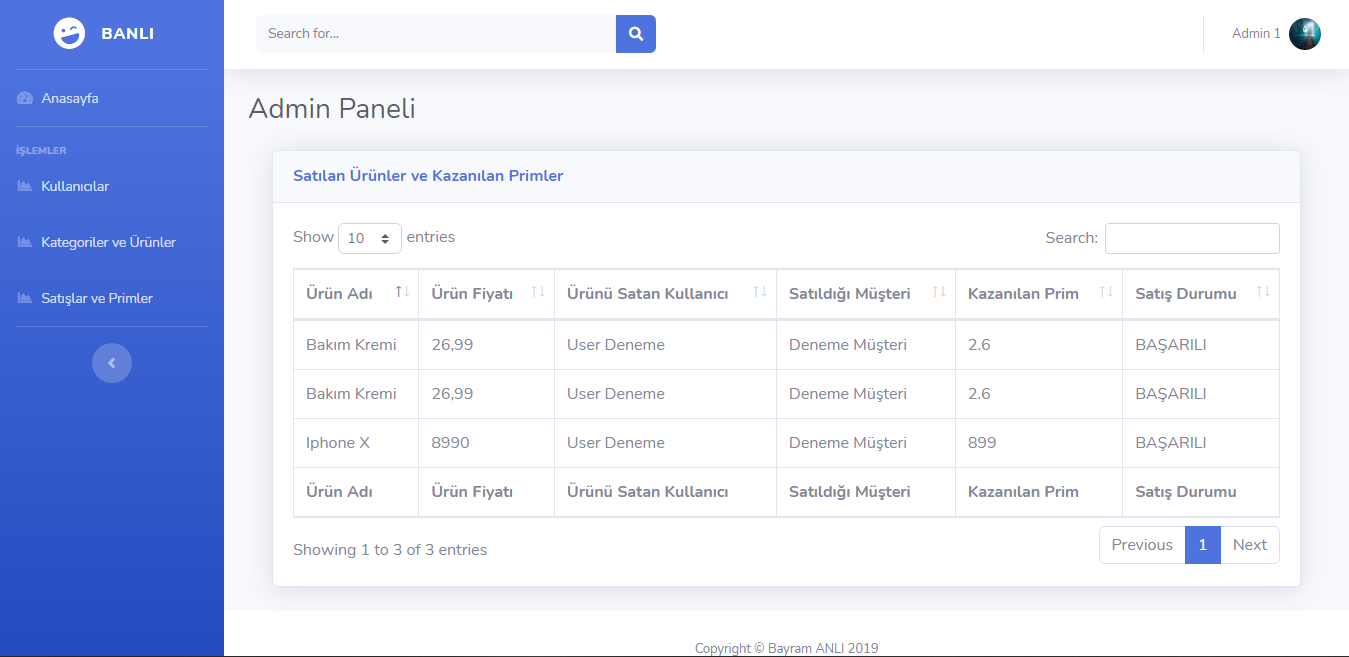 BANLI
Search for...
Admin 1
Anasayfa
İŞLEMLER
Kullanıcılar
Kategoriler ve Ürünler
Satışlar ve Primler
Admin Paneli
Satılan Ürünler ve Kazanılan Primler
Show 10 entries
Search:
Ürün Adı Ürün Fiyatı Ürünü Satan Kullanıcı Satıldığı Müşteri Kazanılan Prim Satış Durumu
Bakım Kremi 26,99 User Deneme Deneme Müşteri 2.6 BAŞARILI
Bakım Kremi 26,99 User Deneme Deneme Müşteri 2.6 BAŞARILI
Iphone X 8990 User Deneme Deneme Müşteri 899 BAŞARILI
Ürün Adı Ürün Fiyatı Ürünü Satan Kullanıcı Satıldığı Müşteri Kazanılan Prim Satış Durumu
Showing 1 to 3 of 3 entries
Previous 1 Next
Copyright © Bayram ANLI 2019